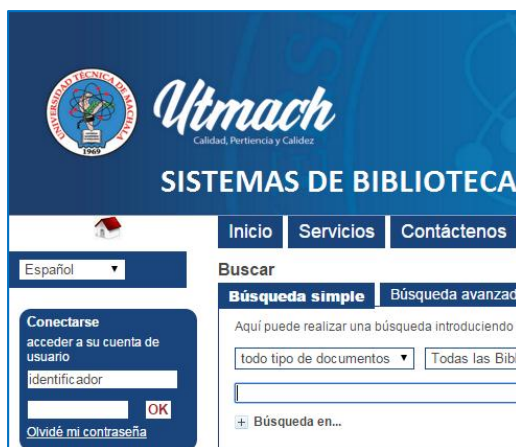 UNIVERSIDAD TÉCNICA DE MACHALA
1969
Utmach
Calidad, Pertiencia y Calidez
SISTEMAS DE BIBLIOTECA
Inicio Servicios Contáctenos
Español
Buscar
Búsqueda simple Búsqueda avanzad
Conectarse
acceder a su cuenta de
usuario
identificador
OK
Olvidé mi contraseña
Aquí puede realizar una búsqueda introduciendo
todo tipo de documentos Todas las Bib
Búsqueda en...